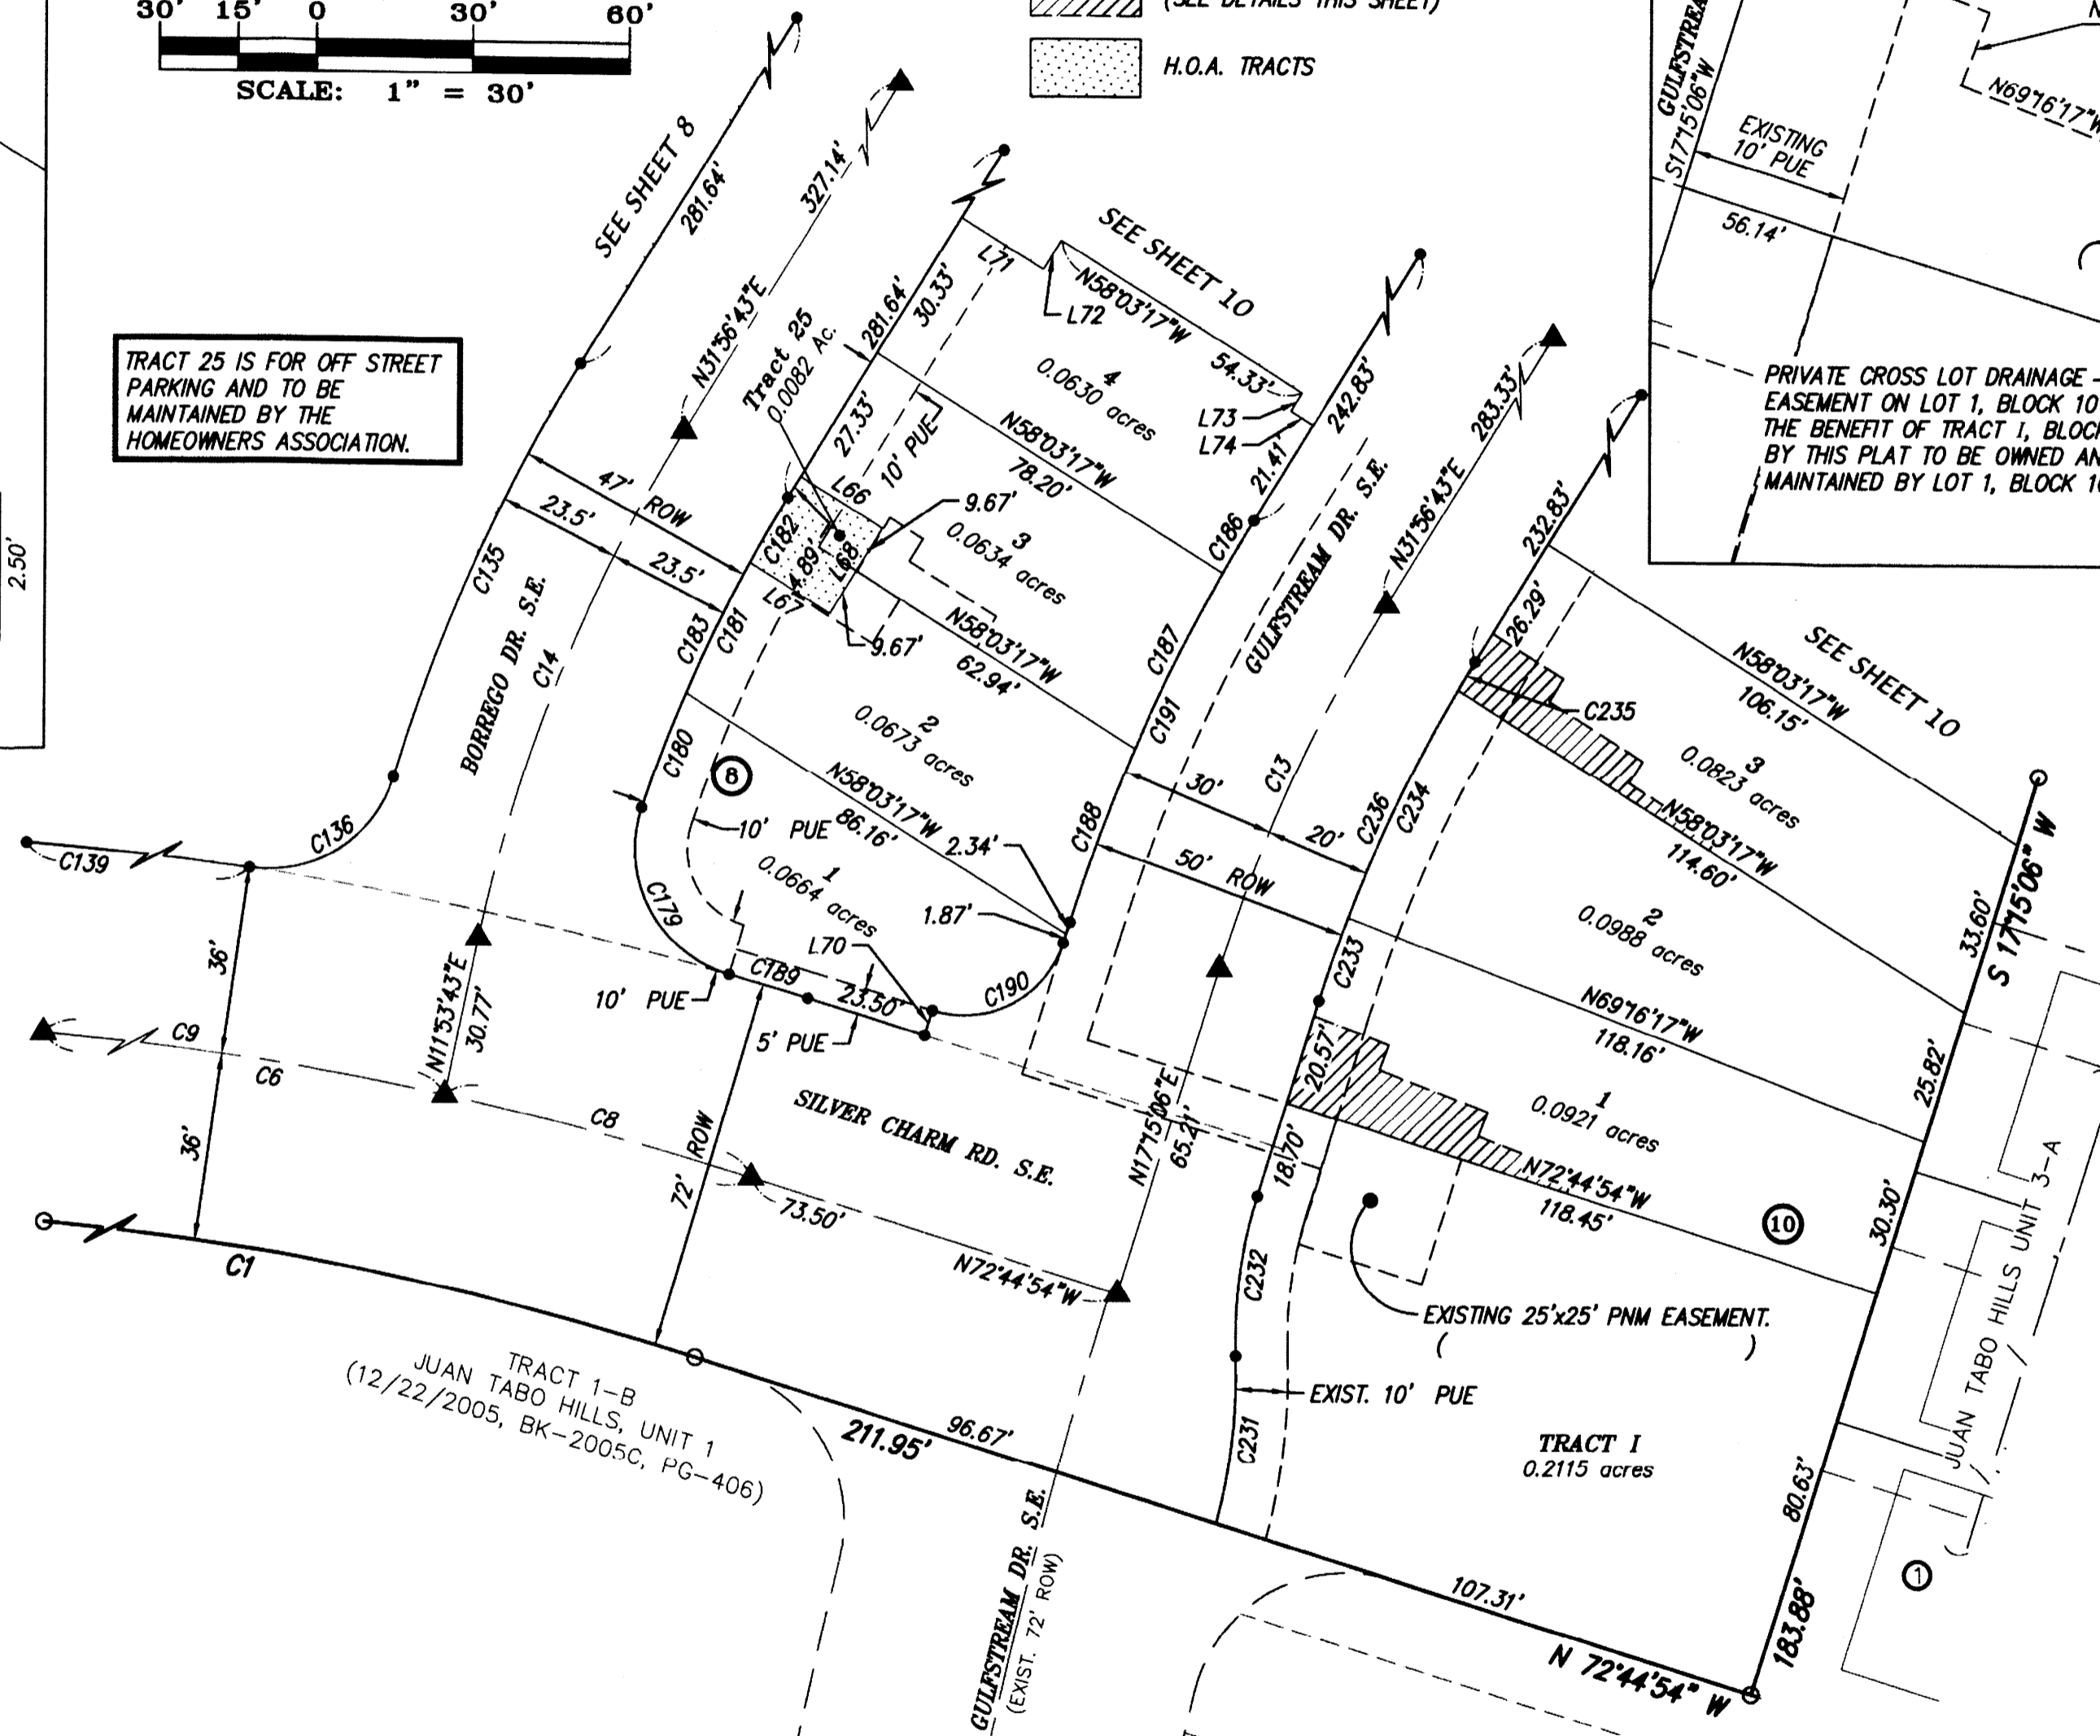 30' 15' 0 30' 60'
SCALE: 1" = 30'
(SEE DETAILS THIS SHEET)
H.O.A. TRACTS
TRACT 25 IS FOR OFF STREET
PARKING AND TO BE
MAINTAINED BY THE
HOMEOWNERS ASSOCIATION.
2.50'
SEE SHEET 8
281.64'
327.14'
N31°56'43"E
Tract 25
0.0082 Ac.
281.64'
30.33'
27.33'
L71
L72
SEE SHEET 10
N58°03'17"W
54.33'
4
0.0630 acres
L73
L74
10' PUE
N58°03'17"W
78.20'
L66
9.67'
3
0.0634 acres
C182
4.89'
L68
L67
9.67'
N58°03'17"W
62.94'
47' ROW
23.5'
23.5'
C135
BORREGO DR. S.E.
C14
C183
C181
C180
2
0.0673 acres
8
N58°03'17"W
86.16'
10' PUE
2.34'
1
0.0664 acres
1.87'
L70
C179
C189
23.50'
C190
10' PUE
5' PUE
C136
C139
36'
36'
C9
C6
N11°53'43"E
30.77'
C8
72' ROW
SILVER CHARM RD. S.E.
73.50'
N72°44'54"W
C1
TRACT 1-B
JUAN TABO HILLS, UNIT 1
(12/22/2005, BK-2005C, PG-406)
211.95'
96.67'
242.83'
21.41'
C186
C187
C191
C188
GULFSTREAM DR. S.E.
N31°56'43"E
283.33'
C13
30'
20'
50' ROW
C236
C234
C233
232.83'
26.29'
C235
SEE SHEET 10
N58°03'17"W
106.15'
3
0.0823 acres
N58°03'17"W
114.60'
2
0.0988 acres
N69°16'17"W
118.16'
20.57'
1
0.0921 acres
N72°44'54"W
118.45'
18.70'
N17°15'06"E
65.21'
10
C232
EXISTING 25'x25' PNM EASEMENT.
( )
EXIST. 10' PUE
C231
TRACT I
0.2115 acres
GULFSTREAM DR. S.E.
(EXIST. 72' ROW)
107.31'
N 72°44'54" W
S 17°15'06" W
33.60'
25.82'
30.30'
80.63'
183.88'
JUAN TABO HILLS UNIT 3-A
1
S17°15'06"W
EXISTING
10' PUE
N69°16'17"W
56.14'
PRIVATE CROSS LOT DRAINAGE
EASEMENT ON LOT 1, BLOCK 10
THE BENEFIT OF TRACT I,
BY THIS PLAT TO BE OWNED
MAINTAINED BY LOT 1, BLOCK